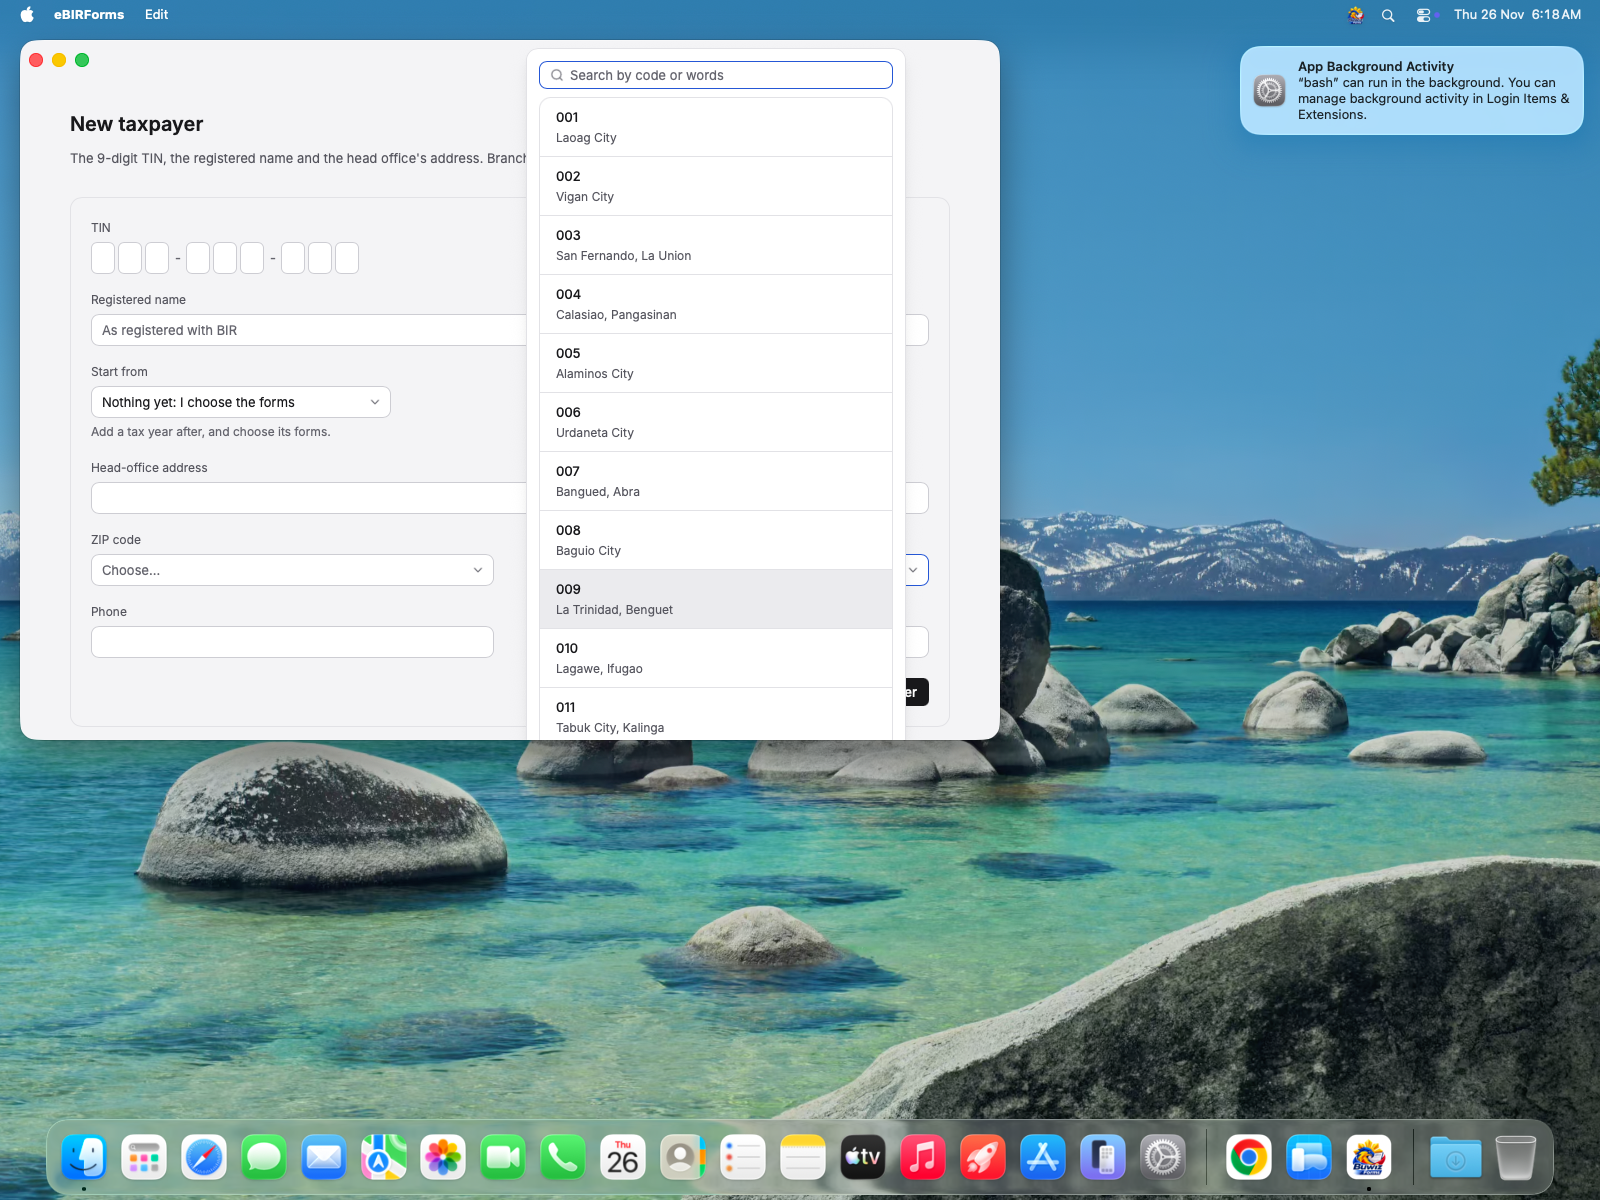 eBIRForms Edit
Thu 26 Nov 6:18 AM
App Background Activity
“bash” can run in the background. You can
manage background activity in Login Items &
Extensions.
New taxpayer
The 9-digit TIN, the registered name and the head office's address. Branch
TIN
- -
Registered name
As registered with BIR
Start from
Nothing yet: I choose the forms
Add a tax year after, and choose its forms.
Head-office address
ZIP code
Choose...
Phone
er
Search by code or words
001
Laoag City
002
Vigan City
003
San Fernando, La Union
004
Calasiao, Pangasinan
005
Alaminos City
006
Urdaneta City
007
Bangued, Abra
008
Baguio City
009
La Trinidad, Benguet
010
Lagawe, Ifugao
011
Tabuk City, Kalinga
Thu
26
tv
BUWIZ
Forms